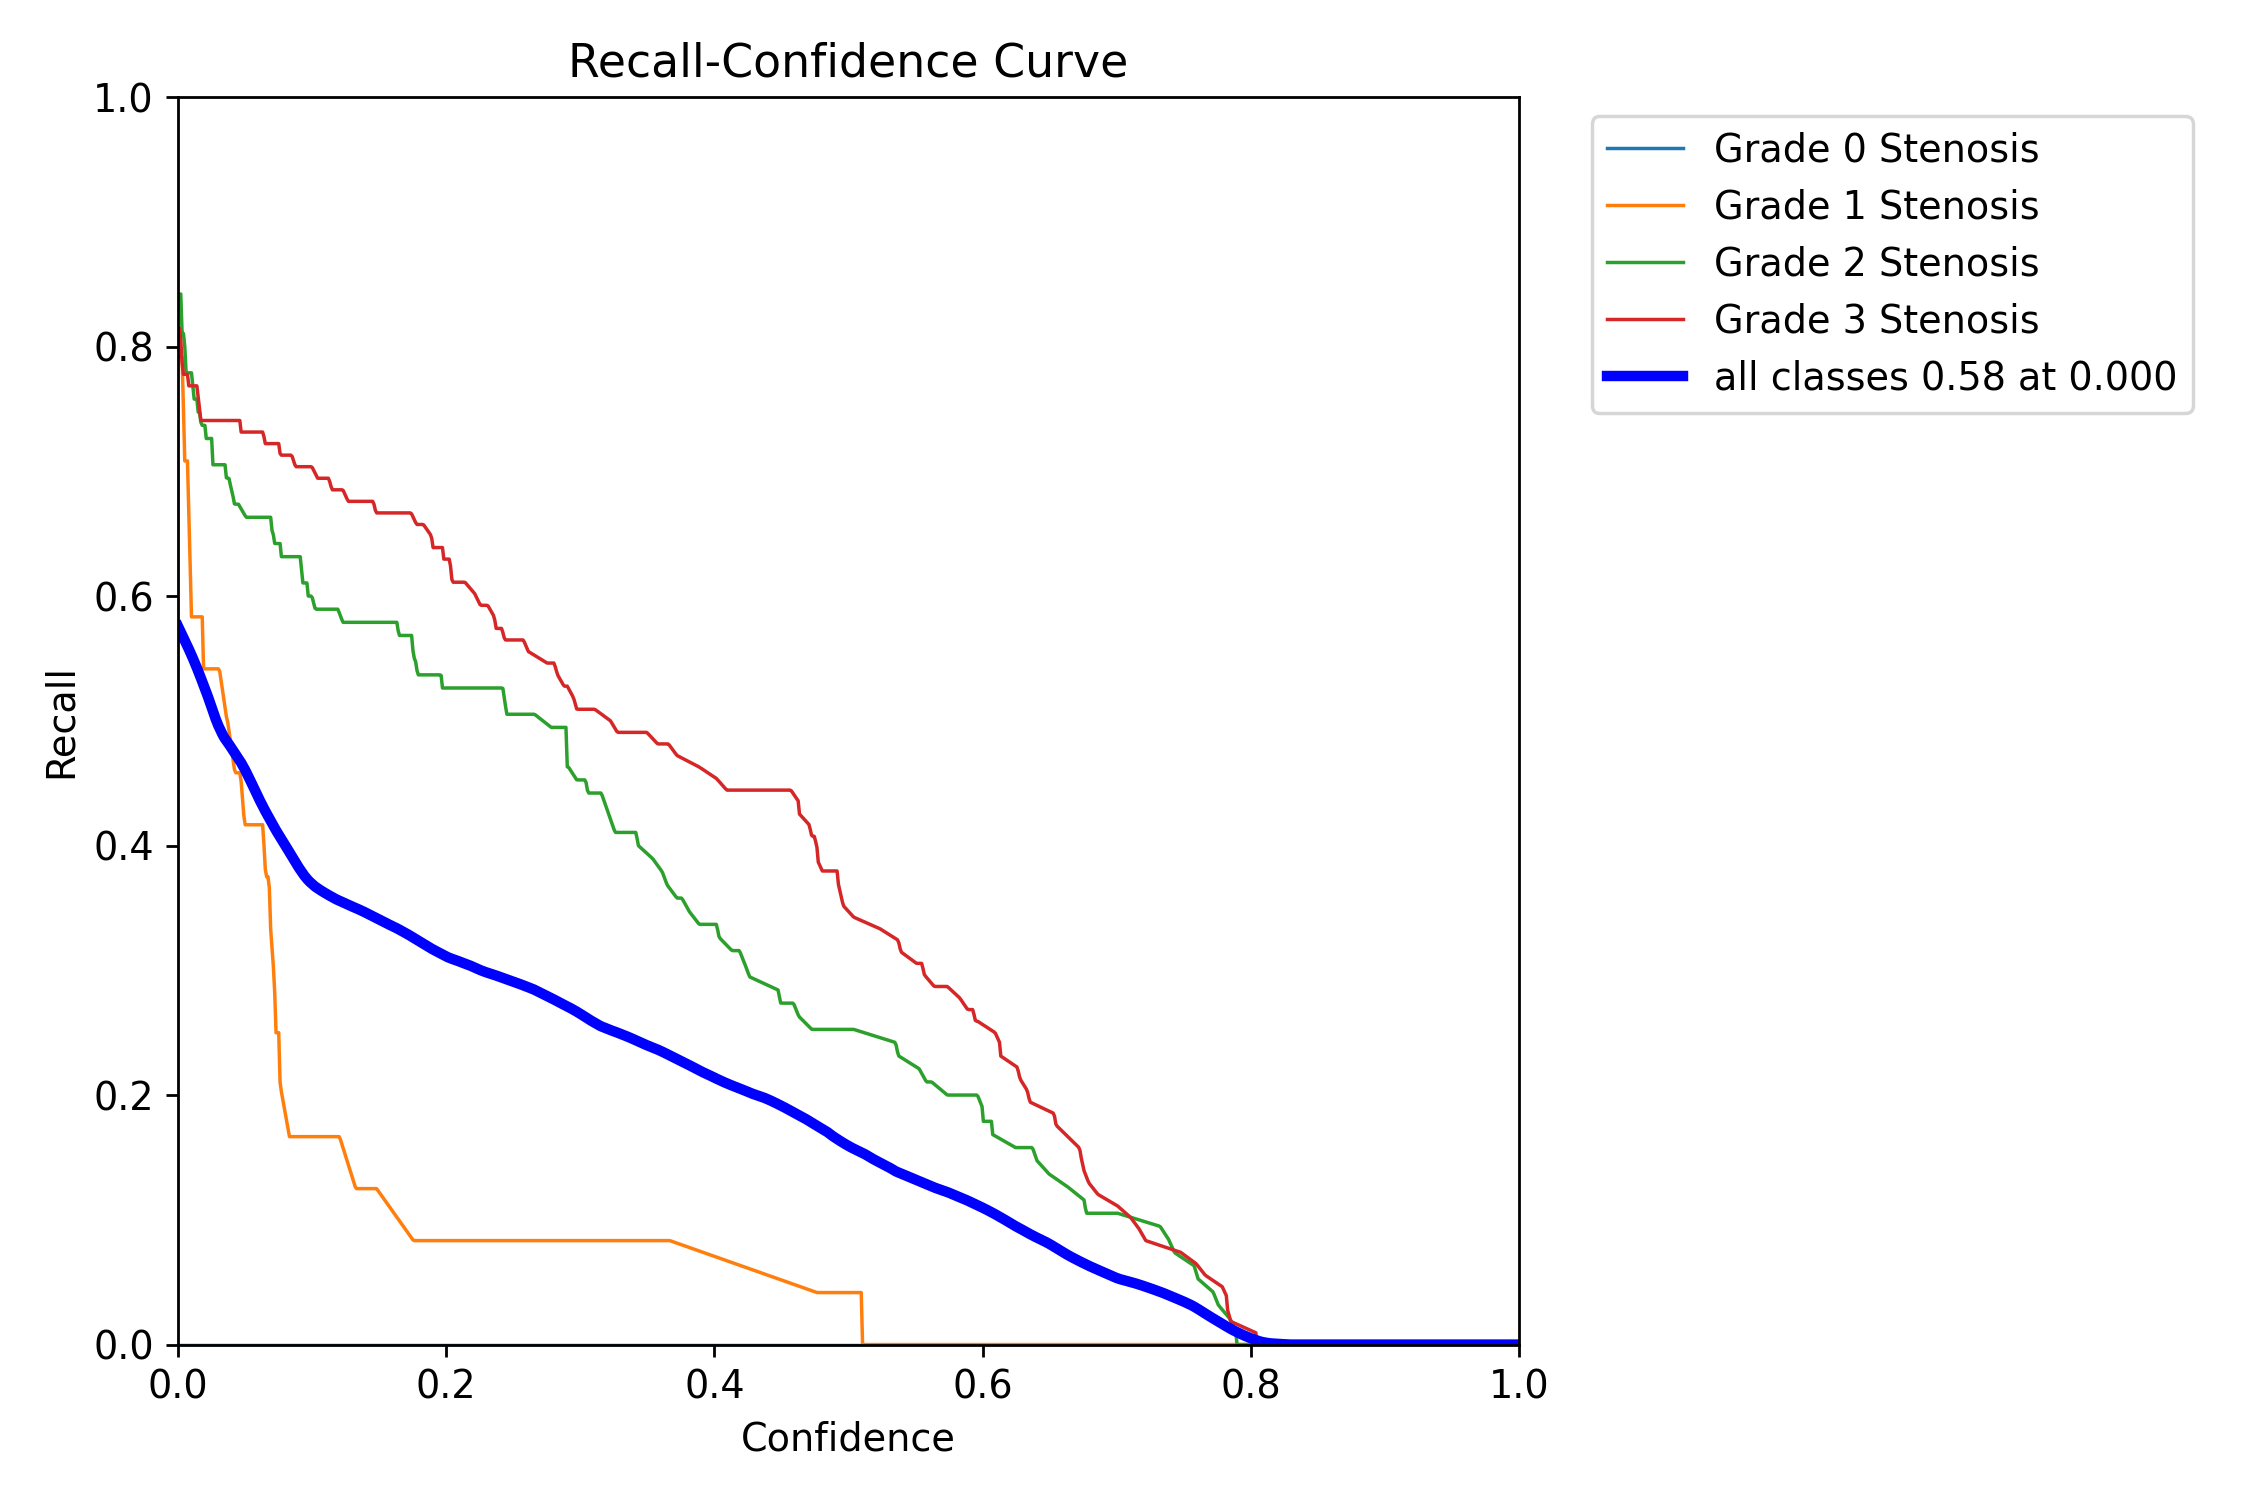 Recall-Confidence Curve
1.0
0.8
0.6
0.4
0.2
0.0
Recall
0.0 0.2 0.4 0.6 0.8 1.0
Confidence
Grade 0 Stenosis
Grade 1 Stenosis
Grade 2 Stenosis
Grade 3 Stenosis
all classes 0.58 at 0.000